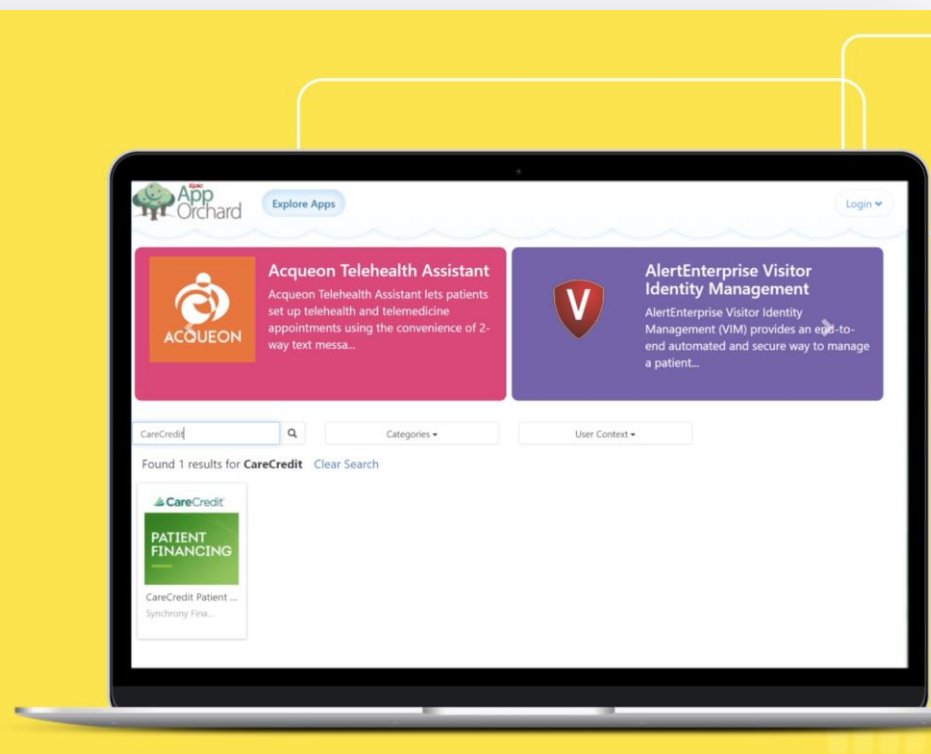 Epic
App
Orchard
Explore Apps
Login
ACQUEON
Acqueon Telehealth Assistant
Acqueon Telehealth Assistant lets patients
set up telehealth and telemedicine
appointments using the convenience of 2-
way text messa...
V
AlertEnterprise Visitor
Identity Management
AlertEnterprise Visitor Identity
Management (VIM) provides an end-to-
end automated and secure way to manage
a patient...
CareCredit
Categories
User Context
Found 1 results for CareCredit Clear Search
CareCredit
PATIENT
FINANCING
CareCredit Patient ...
Synchrony Fina...